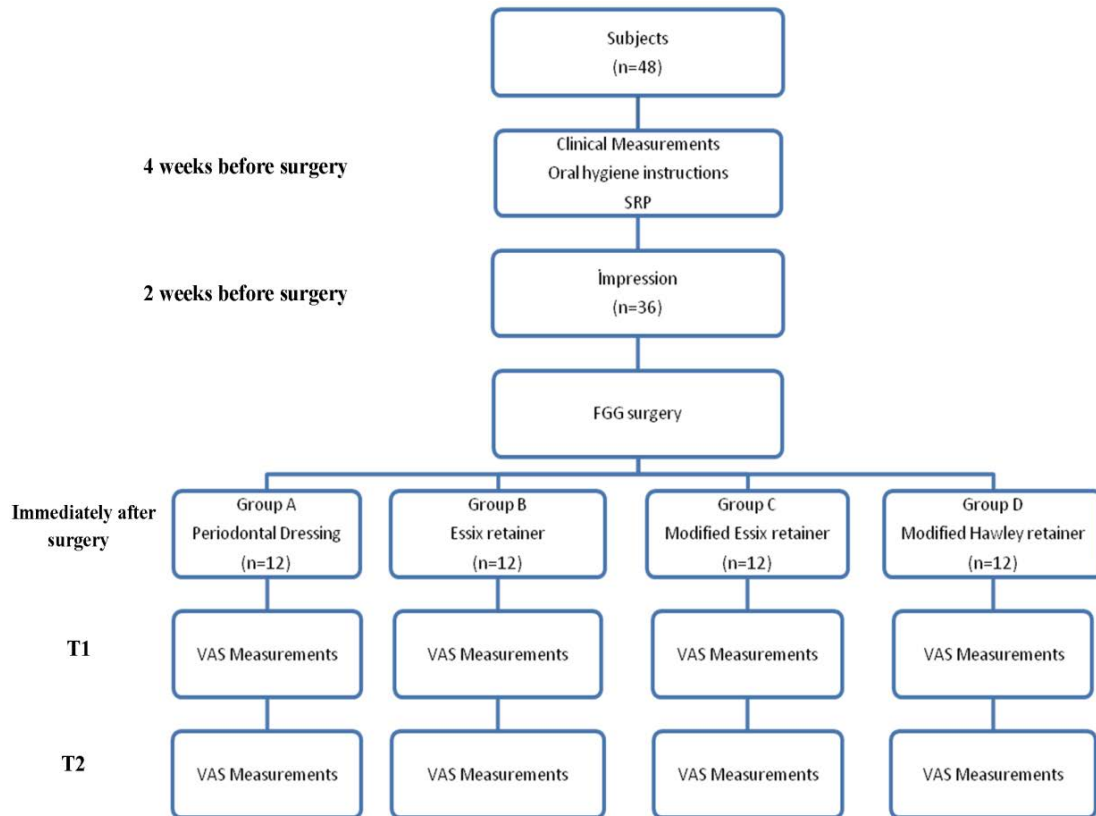 Subjects
(n=48)
4 weeks before surgery
Clinical Measurements
Oral hygiene instructions
SRP
2 weeks before surgery
İmpression
(n=36)
FGG surgery
Immediately after
surgery
Group A
Periodontal Dressing
(n=12)
Group B
Essix retainer
(n=12)
Group C
Modified Essix retainer
(n=12)
Group D
Modified Hawley retainer
(n=12)
T1
VAS Measurements
VAS Measurements
VAS Measurements
VAS Measurements
T2
VAS Measurements
VAS Measurements
VAS Measurements
VAS Measurements